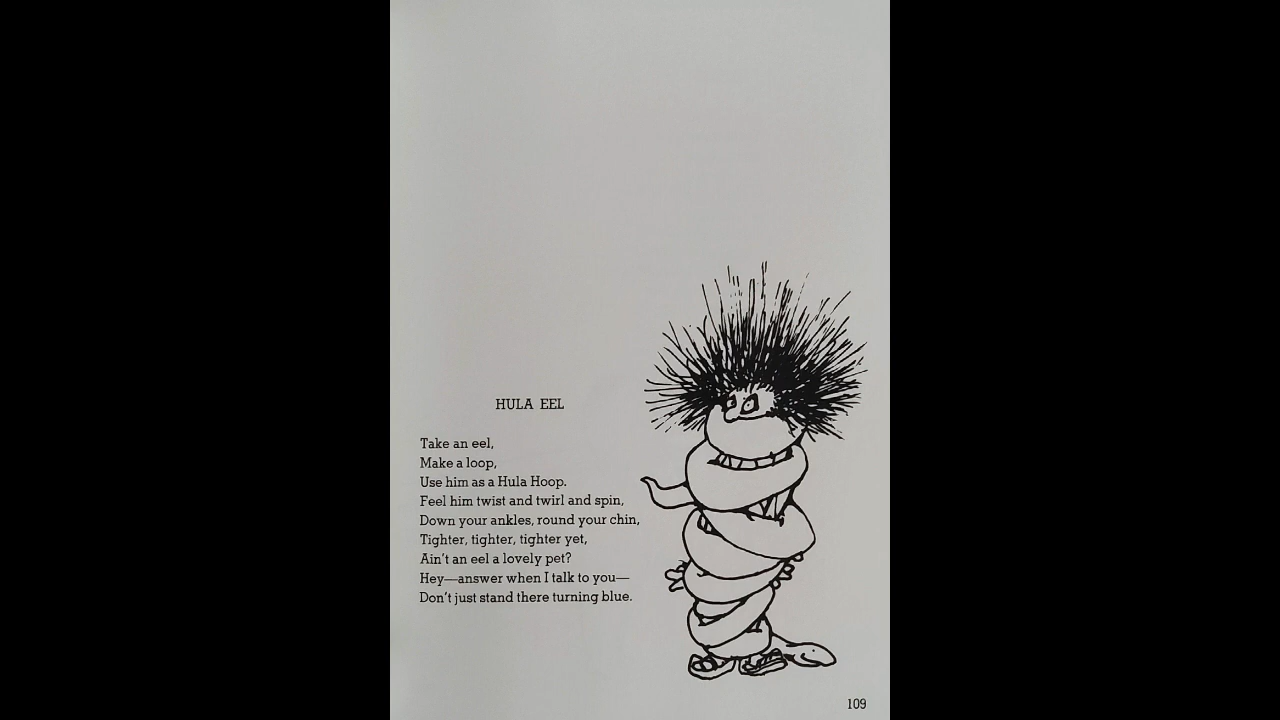 HULA EEL
Take an eel,
Make a loop,
Use him as a Hula Hoop.
Feel him twist and twirl and spin,
Down your ankles, round your chin,
Tighter, tighter, tighter yet,
Ain't an eel a lovely pet?
Hey—answer when I talk to you—
Don't just stand there turning blue.
109